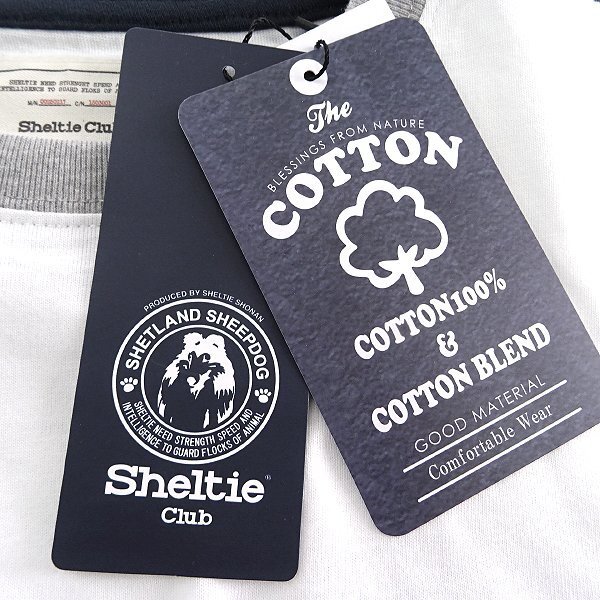 SHELTIE NEED STRENGHT SPEED A
INTELLIGENCE TO GUARD FLOKS OF A
M/N. C/N.
Sheltie Club
PRODUCED BY SHELTIE SHONAN
SHETLAND SHEEPDOG
SHELTIE NEED STRENGTH SPEED AND
INTELLIGENCE TO GUARD FLOCKS OF ANIMAL
Sheltie®
Club
The
BLESSINGS FROM NATURE
COTTON
COTTON100%
&
COTTON BLEND
GOOD MATERIAL
Comfortable Wear